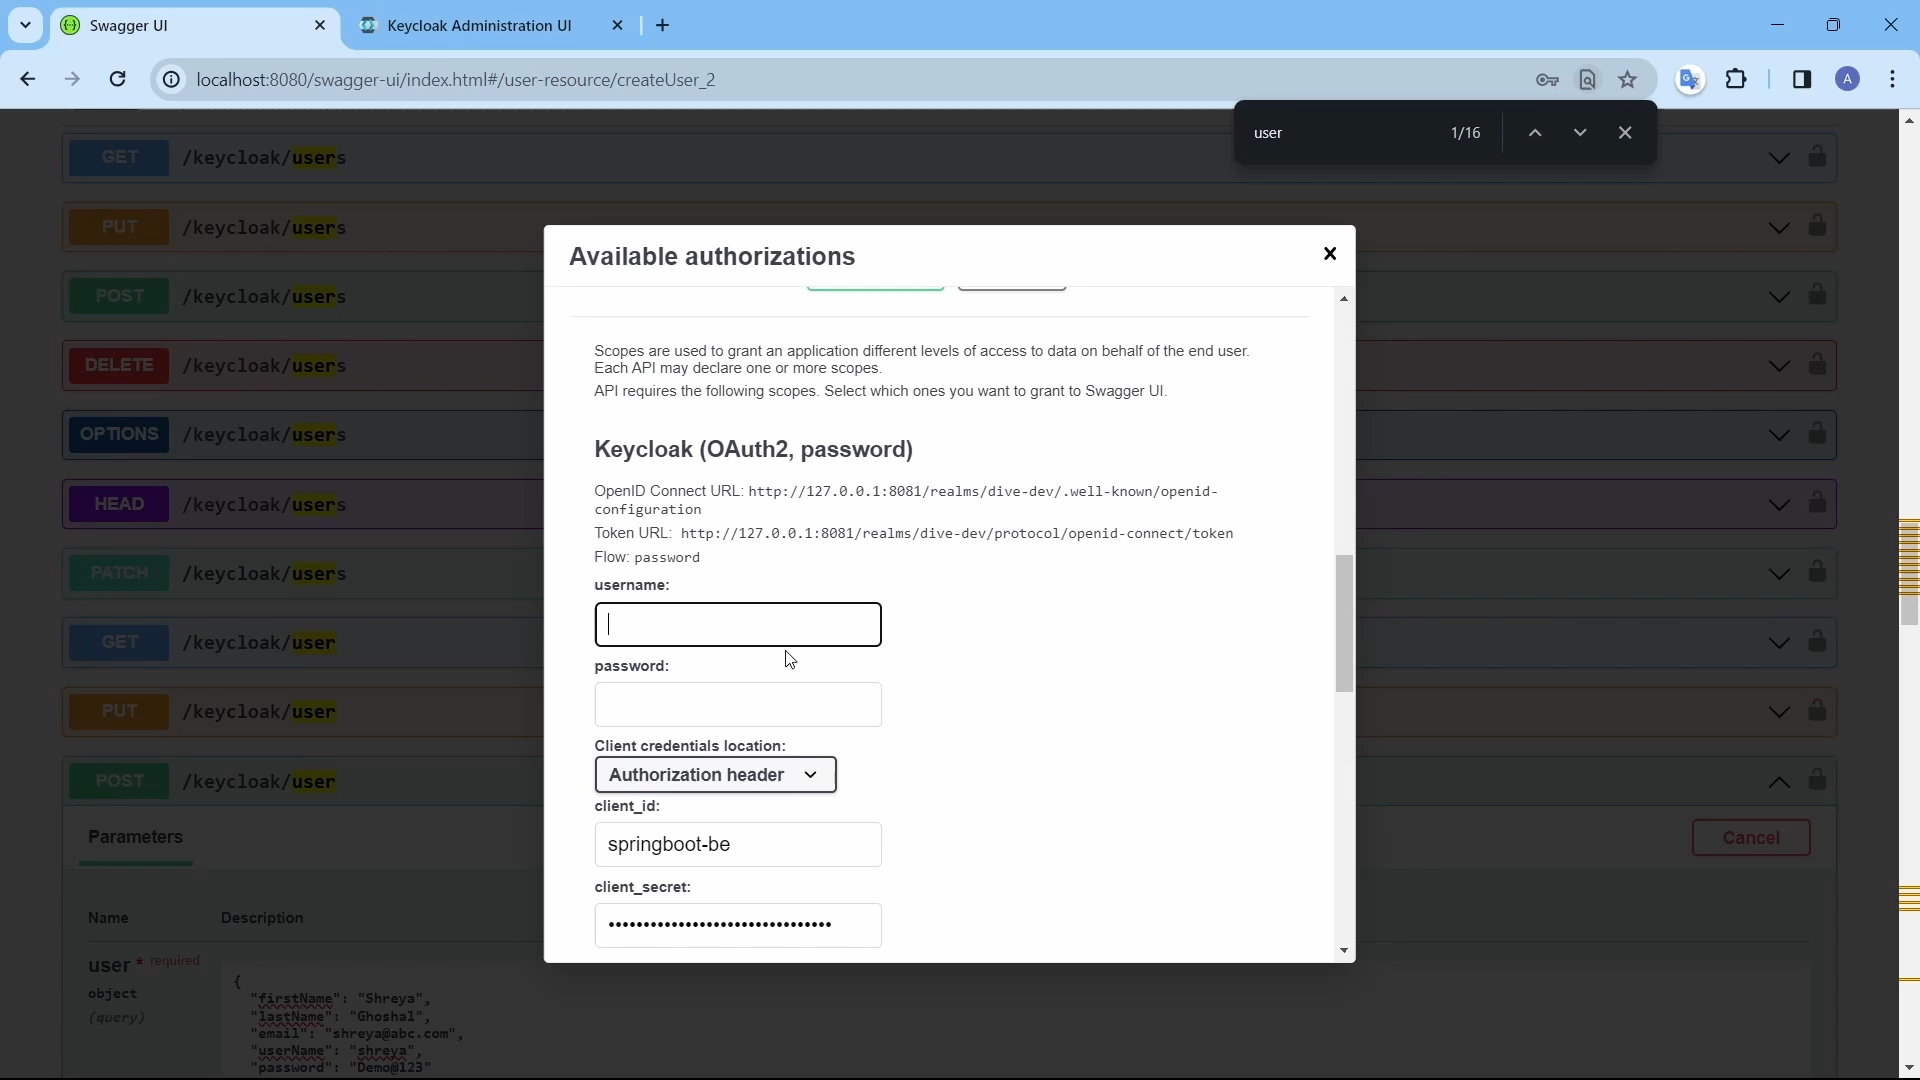 Swagger UI
Keycloak Administration UI
localhost:8080/swagger-ui/index.html#/user-resource/createUser_2
A
user 1/16
GET /keycloak/users
PUT /keycloak/users
POST /keycloak/users
DELETE /keycloak/users
OPTIONS /keycloak/users
HEAD /keycloak/users
PATCH /keycloak/users
GET /keycloak/user
PUT /keycloak/user
POST /keycloak/user
Parameters
Cancel
Name Description
user * required
object
(query)
{
"firstName": "Shreya",
"lastName": "Ghoshal",
"email": "shreya@abc.com",
"userName": "shreya",
"password": "Demo@123"
Available authorizations
Scopes are used to grant an application different levels of access to data on behalf of the end user.
Each API may declare one or more scopes.
API requires the following scopes. Select which ones you want to grant to Swagger UI.
Keycloak (OAuth2, password)
OpenID Connect URL: http://127.0.0.1:8081/realms/dive-dev/.well-known/openid-
configuration
Token URL: http://127.0.0.1:8081/realms/dive-dev/protocol/openid-connect/token
Flow: password
username:
password:
Client credentials location:
Authorization header
client_id:
springboot-be
client_secret:
••••••••••••••••••••••••••••••••